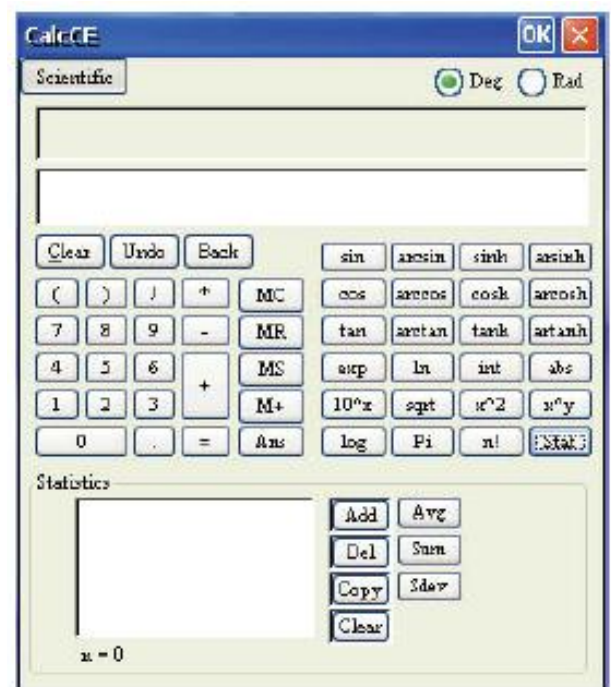 CalcCE OK
Scientific Deg Rad
Clear Undo Back sin arcsin sinh arsinh
( ) / * MC cos arccos cosh arcosh
7 8 9 - MR tan arctan tanh artanh
4 5 6 + MS exp ln int abs
1 2 3 M+ 10^x sqrt x^2 x^y
0 . = Ans log Pi n! Stat
Statistics
Add Avg
Del Sum
Copy Sdev
Clear
n = 0